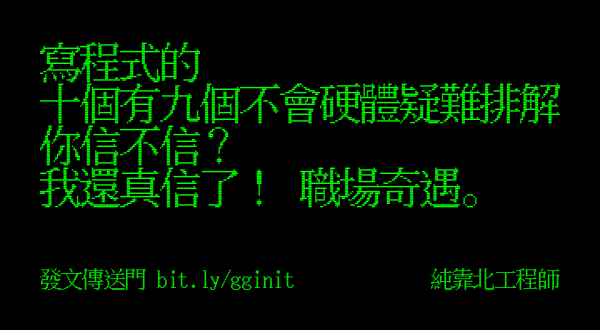 寫程式的
十個有九個不會硬體疑難排解
你信不信？
我還真信了！ 職場奇遇。
發文傳送門 bit.ly/gginit 純靠北工程師